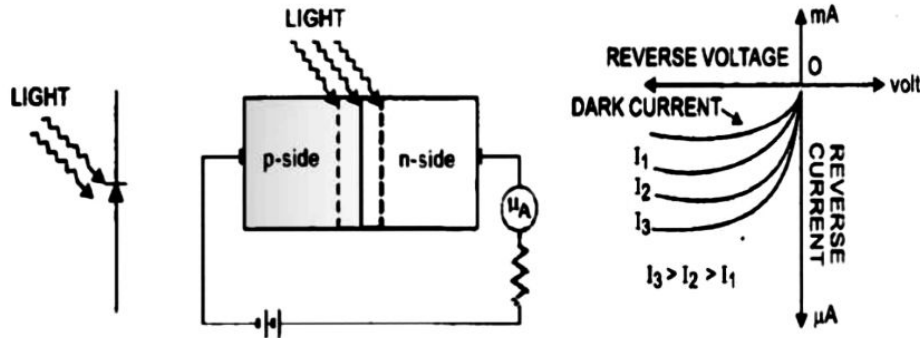 LIGHT
LIGHT
p-side
n-side
μA
mA
REVERSE VOLTAGE
O
volt
DARK CURRENT
I₁
I₂
I₃
REVERSE
CURRENT
I₃ > I₂ > I₁
μA